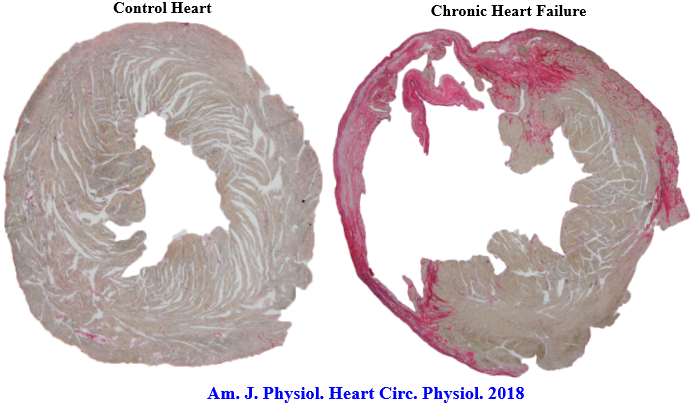 Control Heart
Chronic Heart Failure
Am. J. Physiol. Heart Circ. Physiol. 2018